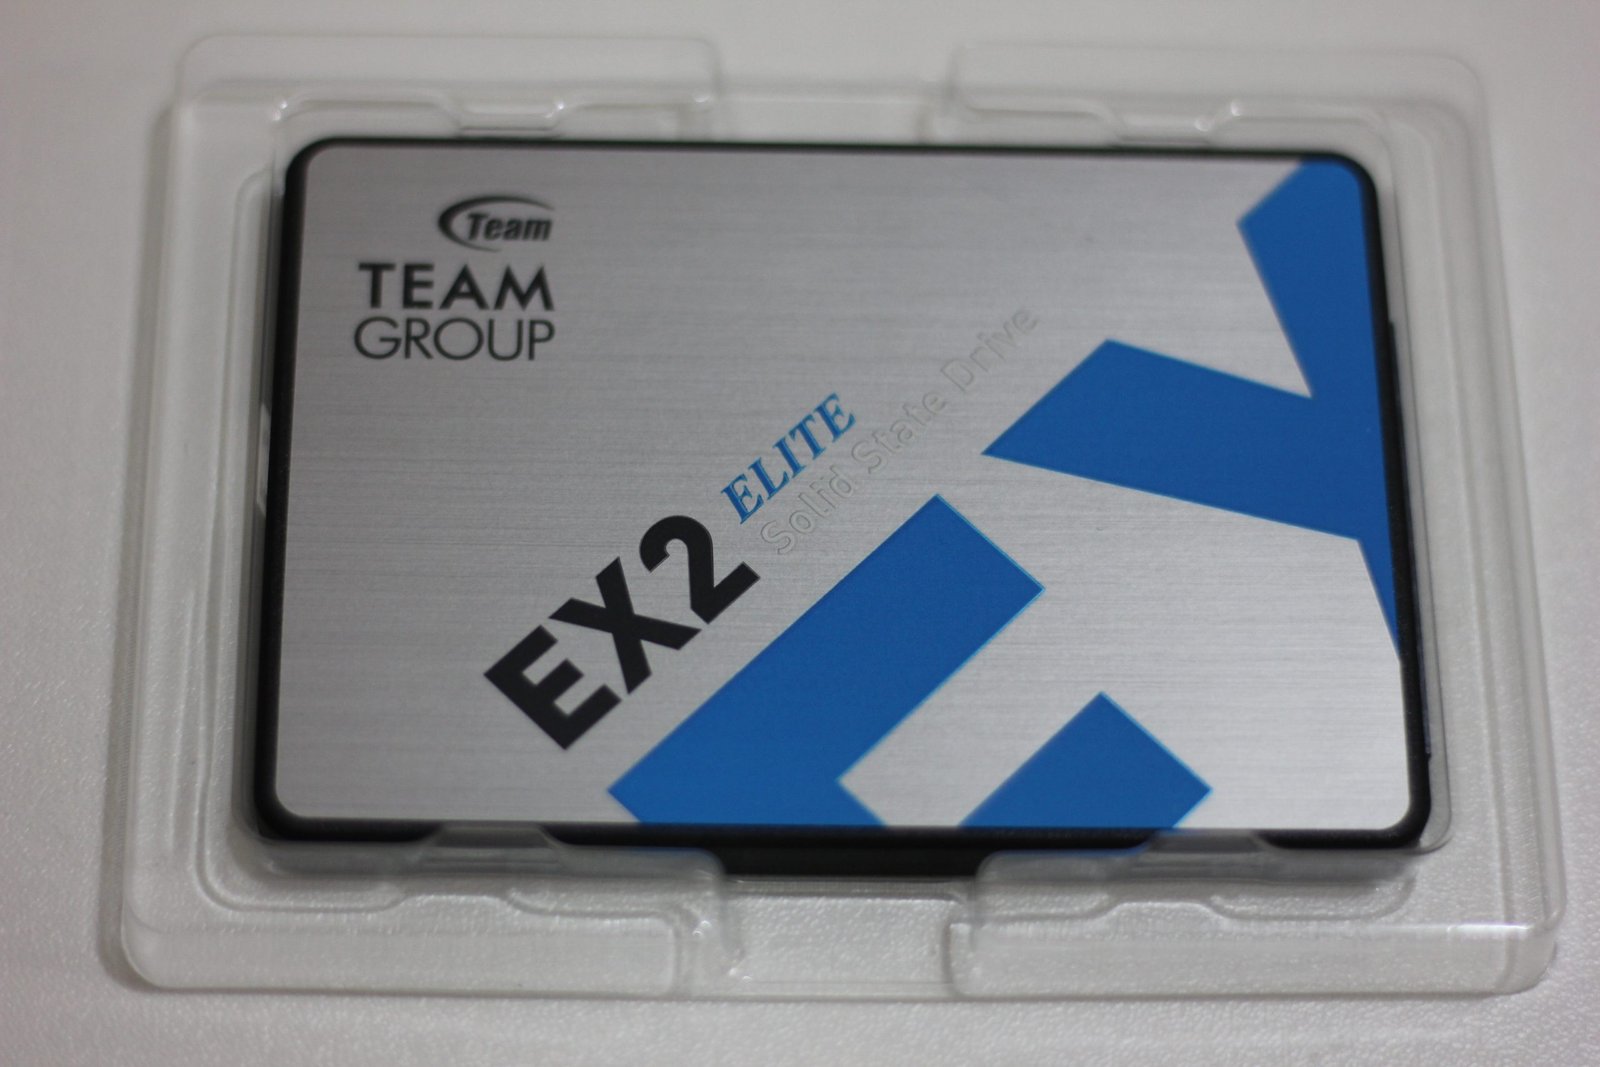 Team
TEAM
GROUP
EX2
ELITE
Solid State Drive